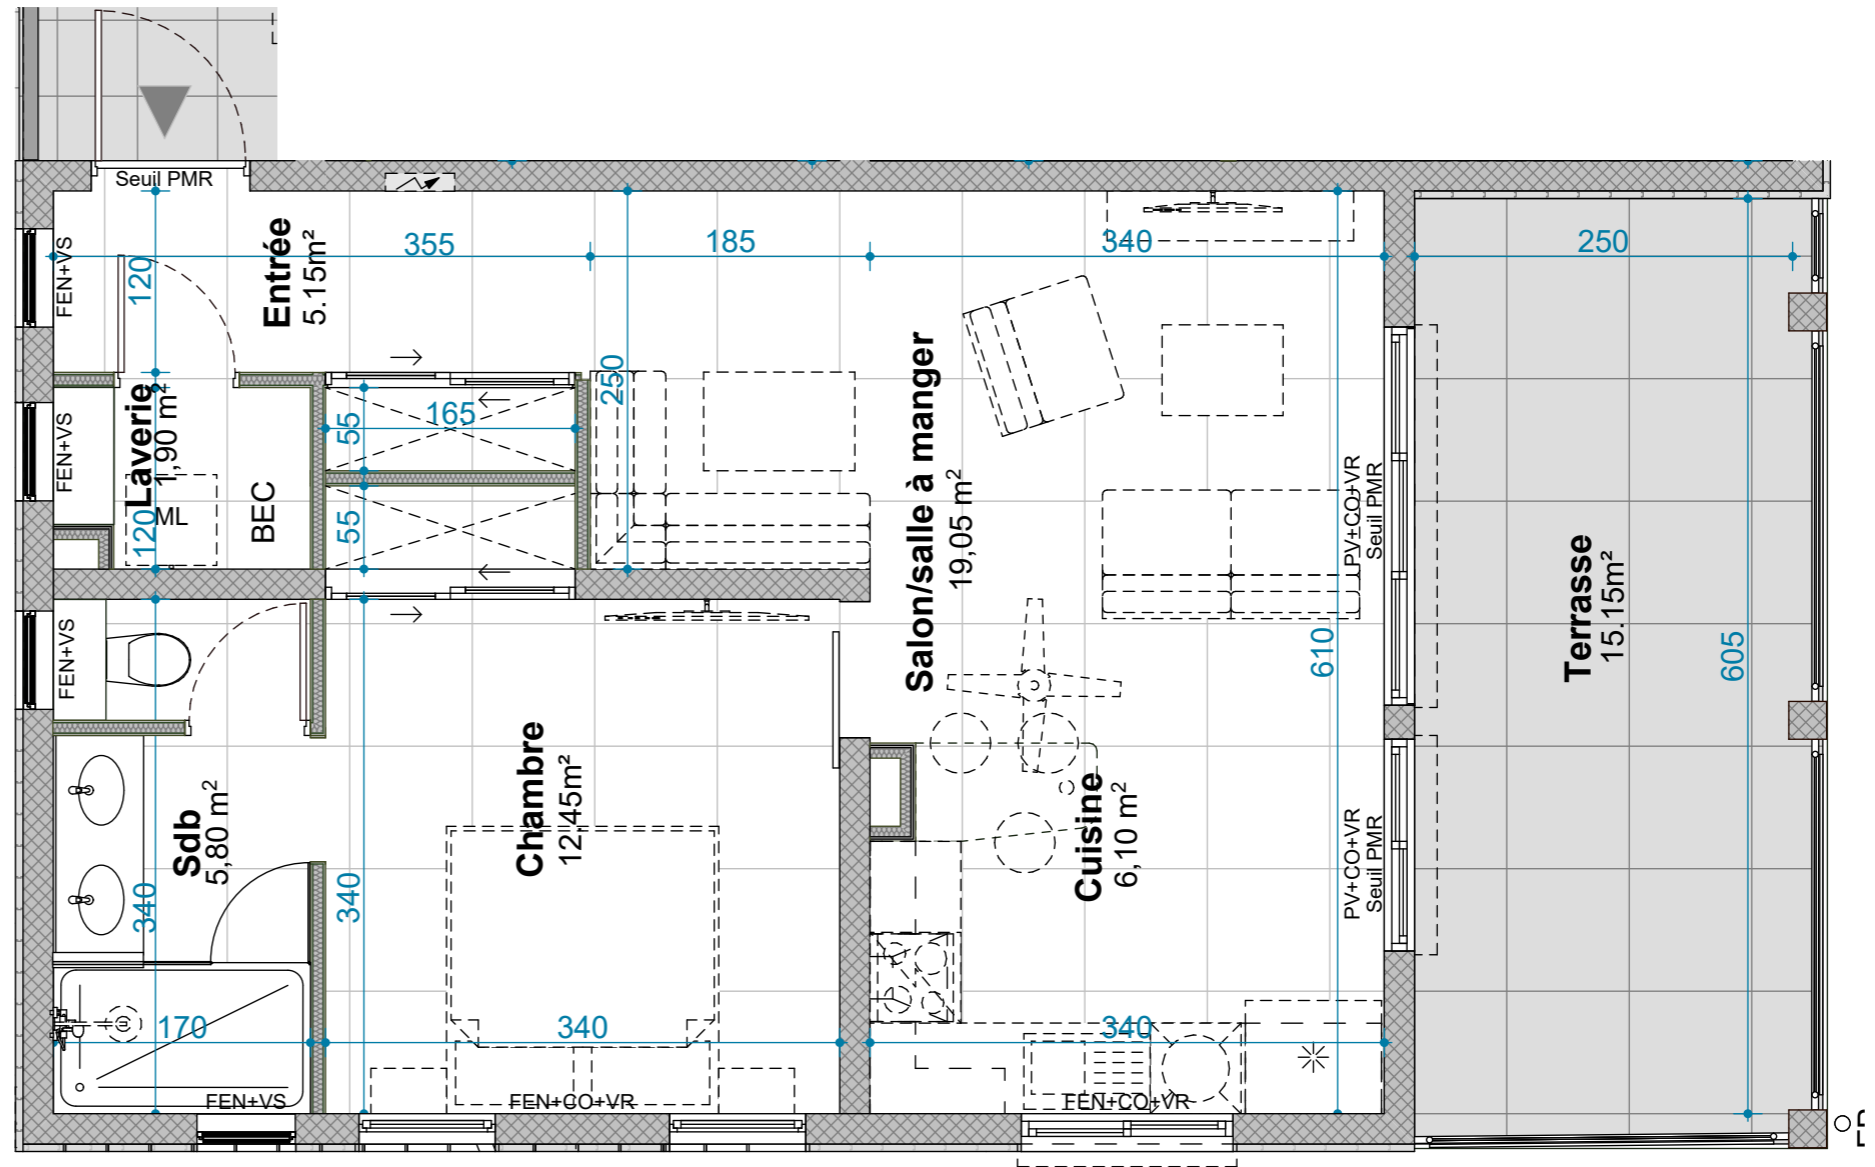 Seuil PMR
FEN+VS
120
Entrée
5.15m²
355
185
340
250
FEN+VS
Laverie
1,90 m²
120
ML
BEC
55
165
55
250
Salon/salle à manger
19,05 m²
PV+CO+VR
Seuil PMR
610
Terrasse
15.15m²
605
FEN+VS
Sdb
5,80 m²
340
Chambre
12,45m²
340
Cuisine
6,10 m²
PV+CO+VR
Seuil PMR
170
340
340
FEN+VS
FEN+CO+VR
FEN+CO+VR